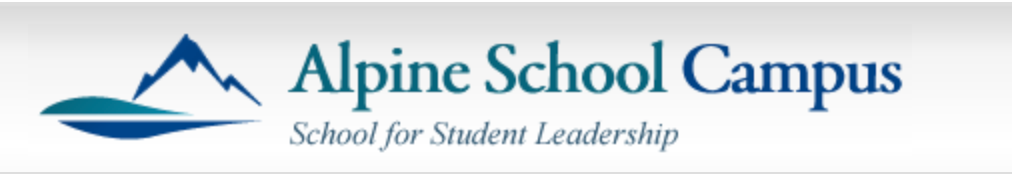 Alpine School Campus
School for Student Leadership